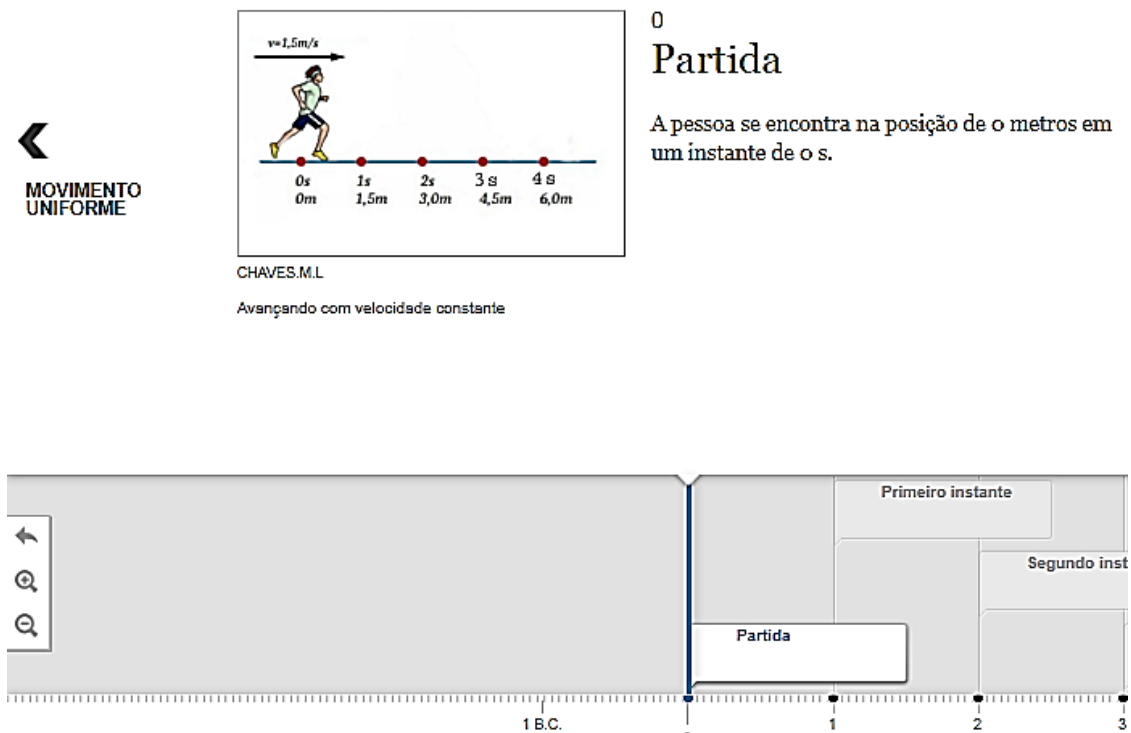 0
Partida
A pessoa se encontra na posição de 0 metros em
um instante de 0 s.
MOVIMENTO
UNIFORME
v=1,5m/s
0s 1s 2s 3 s 4 s
0m 1,5m 3,0m 4,5m 6,0m
CHAVES.M.L
Avançando com velocidade constante
Primeiro instante
Segundo inst
Partida
1 B.C. 1 2 3